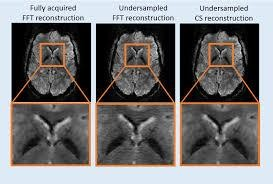 Fully acquired
FFT reconstruction
Undersampled
FFT reconstruction
Undersampled
CS reconstruction